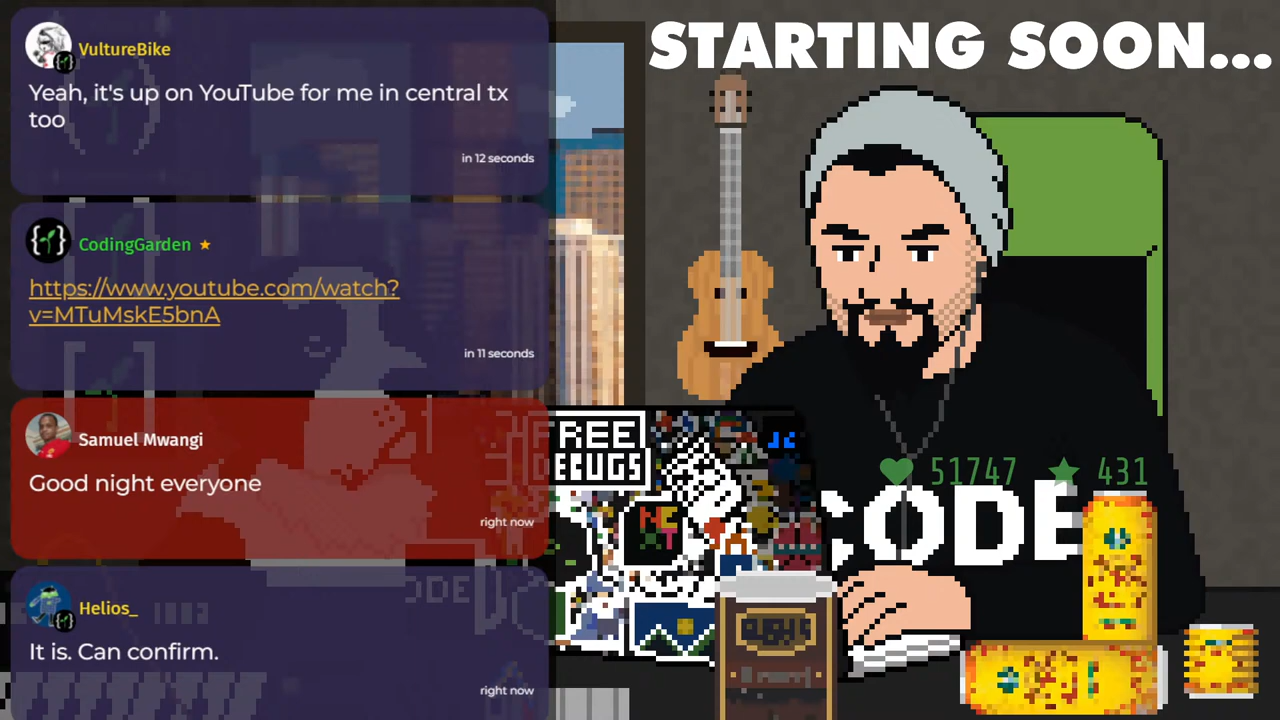 STARTING SOON...
VultureBike
Yeah, it's up on YouTube for me in central tx
too
in 12 seconds
CodingGarden
https://www.youtube.com/watch?
v=MTuMskE5bnA
in 11 seconds
Samuel Mwangi
Good night everyone
right now
Helios_
It is. Can confirm.
right now
FREE
51747 431
CODE